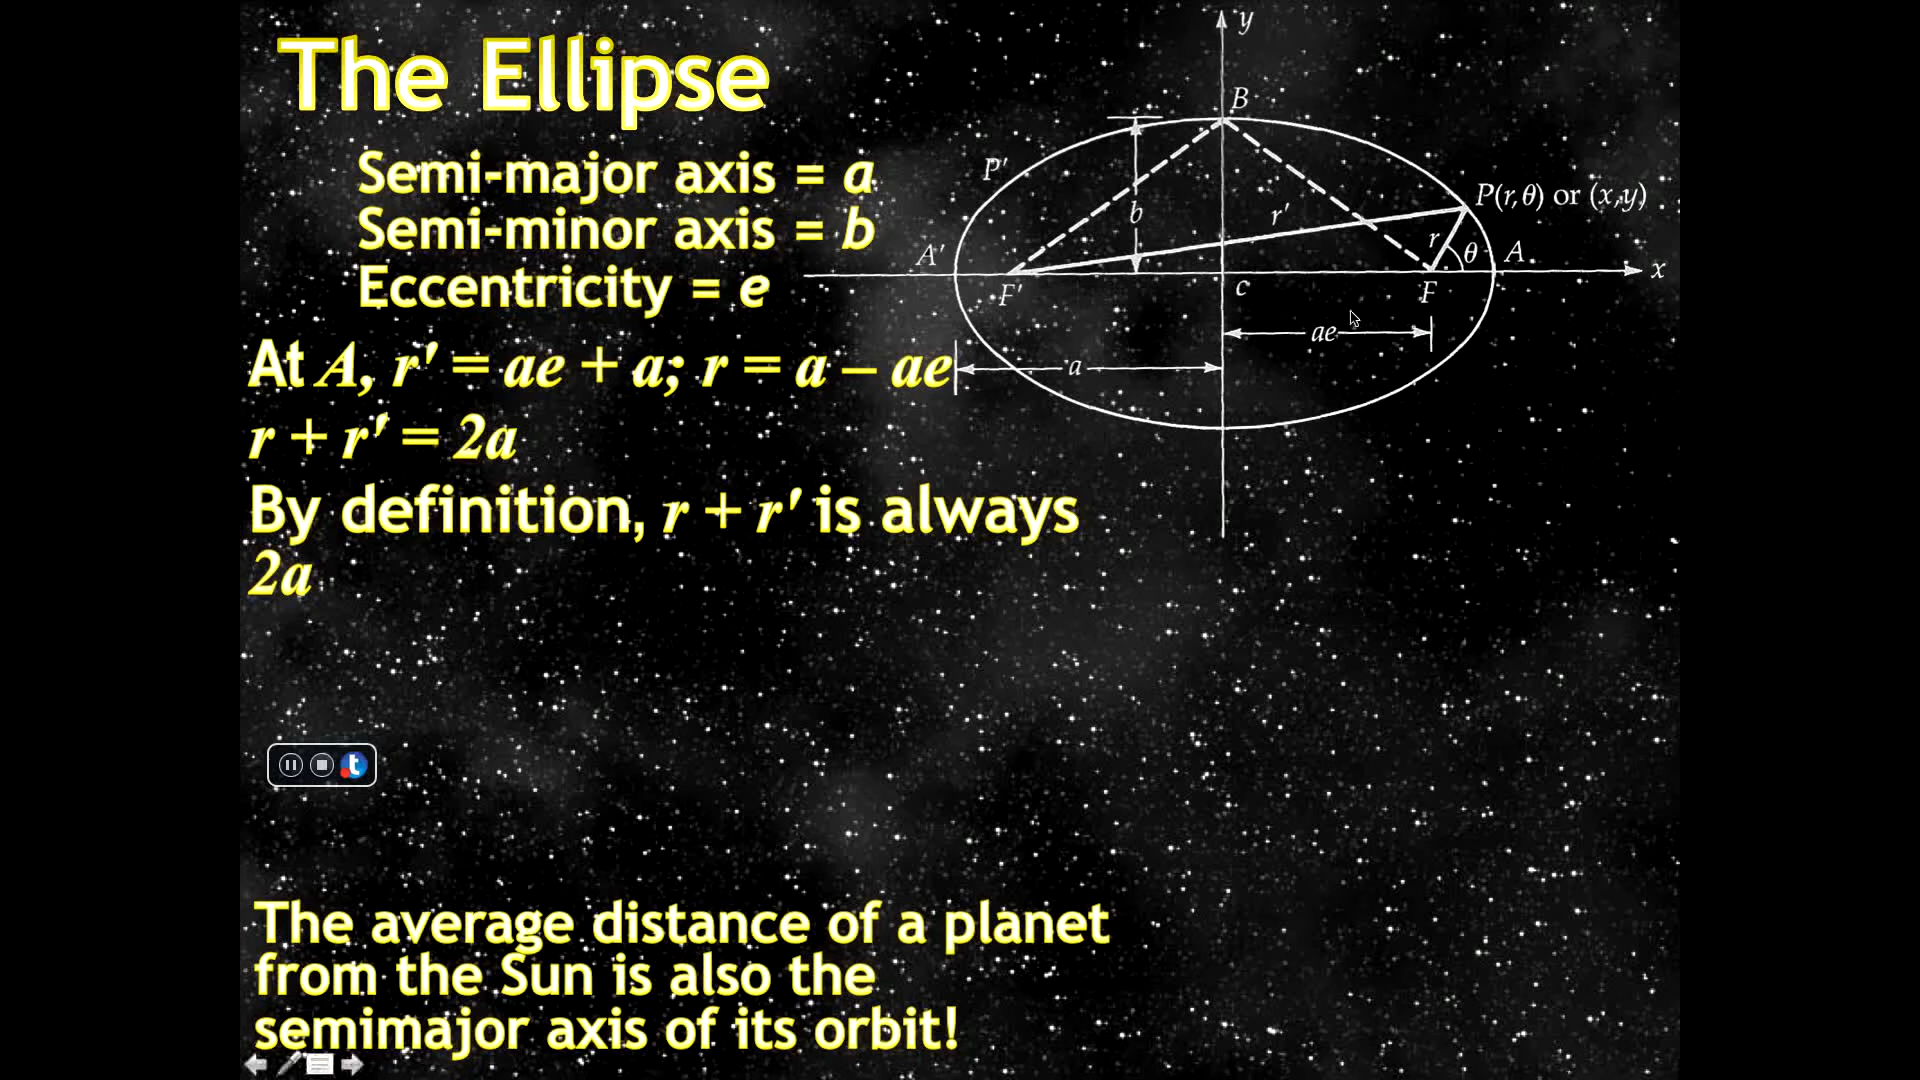 The Ellipse
Semi-major axis = a
Semi-minor axis = b
Eccentricity = e
At A, r' = ae + a; r = a – ae
r + r' = 2a
By definition, r + r' is always
2a
y
B
P'
P(r,θ) or (x,y)
b
r'
r
θ
A'
A
x
F'
c
F
ae
a
t
The average distance of a planet
from the Sun is also the
semimajor axis of its orbit!